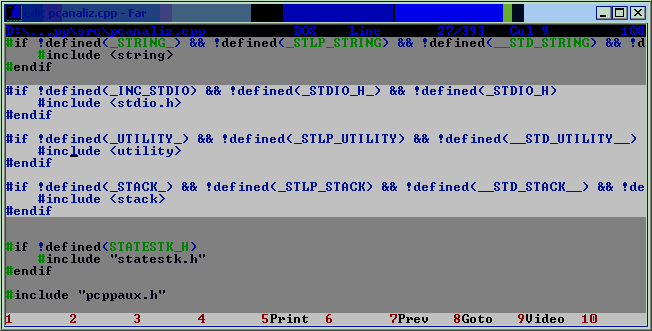 edit pcanaliz.cpp - Far
D:\...pp\src\pcanaliz.cpp DOS Line 27/393 Col 9 108
#if !defined(_STRING_) && !defined(_STLP_STRING) && !defined(__STD_STRING) && !d
#include <string>
#endif
#if !defined(_INC_STDIO) && !defined(_STDIO_H_) && !defined(_STDIO_H)
#include <stdio.h>
#endif
#if !defined(_UTILITY_) && !defined(_STLP_UTILITY) && !defined(__STD_UTILITY__)
#include <utility>
#endif
#if !defined(_STACK_) && !defined(_STLP_STACK) && !defined(__STD_STACK__) && !de
#include <stack>
#endif
#if !defined(STATESTK_H)
#include "statestk.h"
#endif
#include "pcppaux.h"
1 2 3 4 5Print 6 7Prev 8Goto 9Video 10